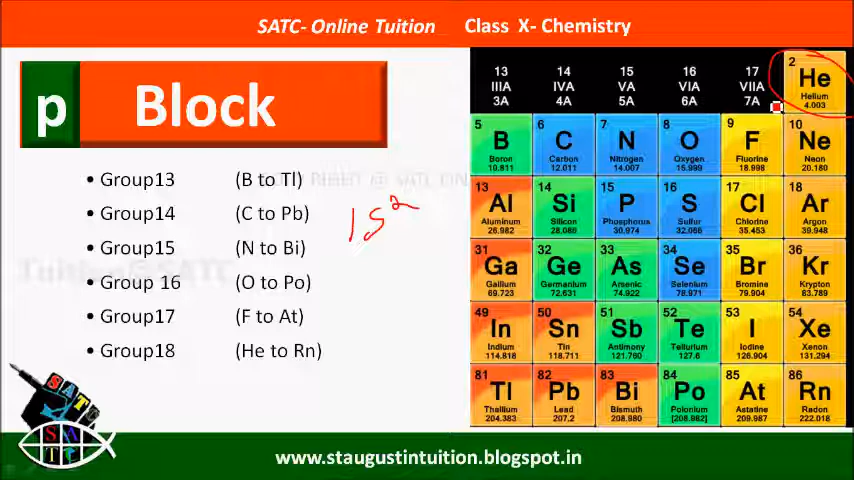 SATC- Online Tuition Class X- Chemistry
p Block
• Group13 (B to Tl)
• Group14 (C to Pb)
• Group15 (N to Bi)
• Group 16 (O to Po)
• Group17 (F to At)
• Group18 (He to Rn)
1s²
13 14 15 16 17
IIIA IVA VA VIA VIIA
3A 4A 5A 6A 7A
2 He Helium 4.003
5 B Boron 10.811
6 C Carbon 12.011
7 N Nitrogen 14.007
8 O Oxygen 15.999
9 F Fluorine 18.998
10 Ne Neon 20.180
13 Al Aluminum 26.982
14 Si Silicon 28.086
15 P Phosphorus 30.974
16 S Sulfur 32.066
17 Cl Chlorine 35.453
18 Ar Argon 39.948
31 Ga Gallium 69.723
32 Ge Germanium 72.631
33 As Arsenic 74.922
34 Se Selenium 78.971
35 Br Bromine 79.904
36 Kr Krypton 83.789
49 In Indium 114.818
50 Sn Tin 118.711
51 Sb Antimony 121.760
52 Te Tellurium 127.6
53 I Iodine 126.904
54 Xe Xenon 131.294
81 Tl Thallium 204.383
82 Pb Lead 207.2
83 Bi Bismuth 208.980
84 Po Polonium [208.982]
85 At Astatine 209.987
86 Rn Radon 222.018
Tuition@SATC
SATC
S A
T C
www.staugustintuition.blogspot.in